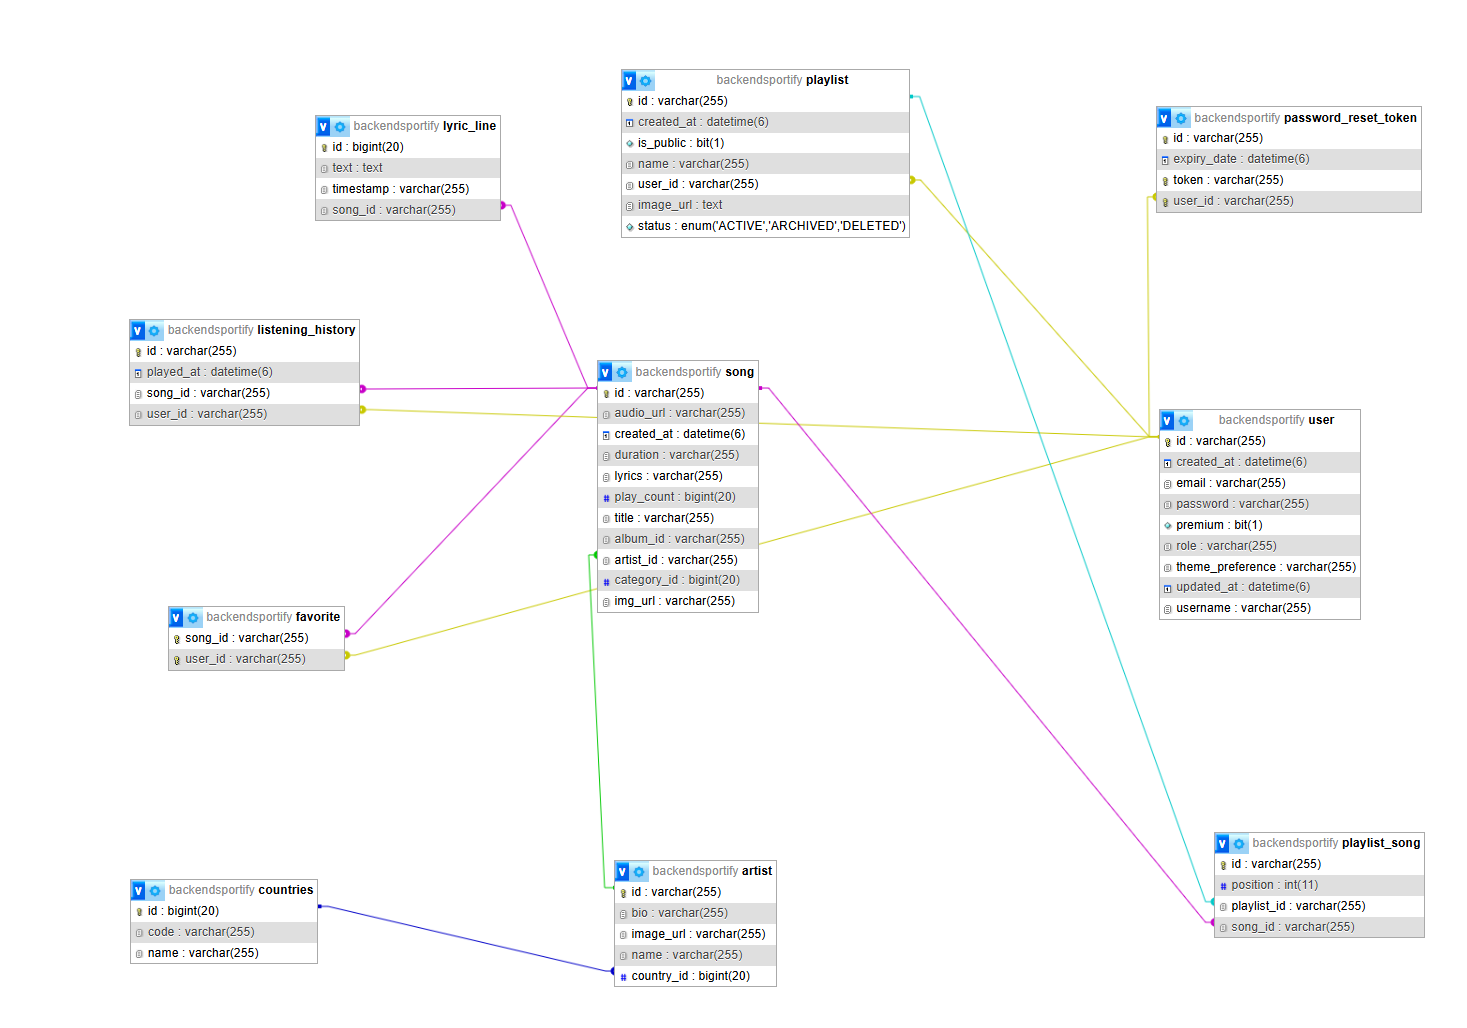 backendsportify playlist
id : varchar(255)
created_at : datetime(6)
is_public : bit(1)
name : varchar(255)
user_id : varchar(255)
image_url : text
status : enum('ACTIVE','ARCHIVED','DELETED')
backendsportify lyric_line
id : bigint(20)
text : text
timestamp : varchar(255)
song_id : varchar(255)
backendsportify password_reset_token
id : varchar(255)
expiry_date : datetime(6)
token : varchar(255)
user_id : varchar(255)
backendsportify listening_history
id : varchar(255)
played_at : datetime(6)
song_id : varchar(255)
user_id : varchar(255)
backendsportify song
id : varchar(255)
audio_url : varchar(255)
created_at : datetime(6)
duration : varchar(255)
lyrics : varchar(255)
play_count : bigint(20)
title : varchar(255)
album_id : varchar(255)
artist_id : varchar(255)
category_id : bigint(20)
img_url : varchar(255)
backendsportify user
id : varchar(255)
created_at : datetime(6)
email : varchar(255)
password : varchar(255)
premium : bit(1)
role : varchar(255)
theme_preference : varchar(255)
updated_at : datetime(6)
username : varchar(255)
backendsportify favorite
song_id : varchar(255)
user_id : varchar(255)
backendsportify countries
id : bigint(20)
code : varchar(255)
name : varchar(255)
backendsportify artist
id : varchar(255)
bio : varchar(255)
image_url : varchar(255)
name : varchar(255)
country_id : bigint(20)
backendsportify playlist_song
id : varchar(255)
position : int(11)
playlist_id : varchar(255)
song_id : varchar(255)